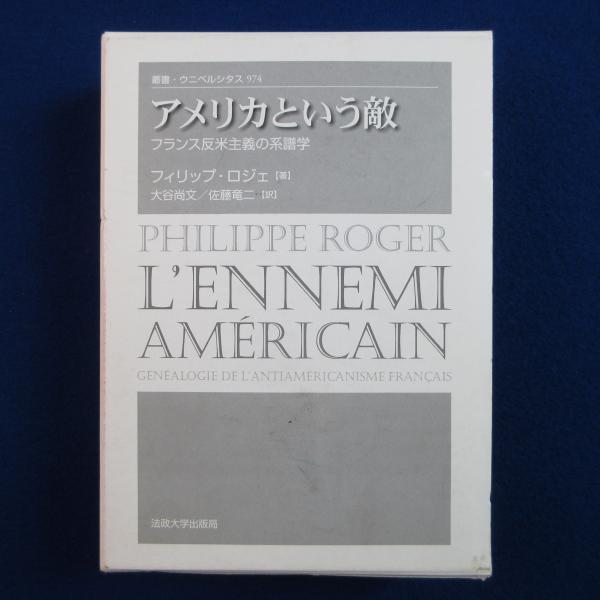 叢書・ウニベルシタス 974
アメリカという敵
フランス反米主義の系譜学
フィリップ・ロジェ【著】
大谷尚文／佐藤竜二【訳】
PHILIPPE ROGER
L'ENNEMI
AMÉRICAIN
GÉNÉALOGIE DE L'ANTIAMÉRICANISME FRANÇAIS
法政大学出版局